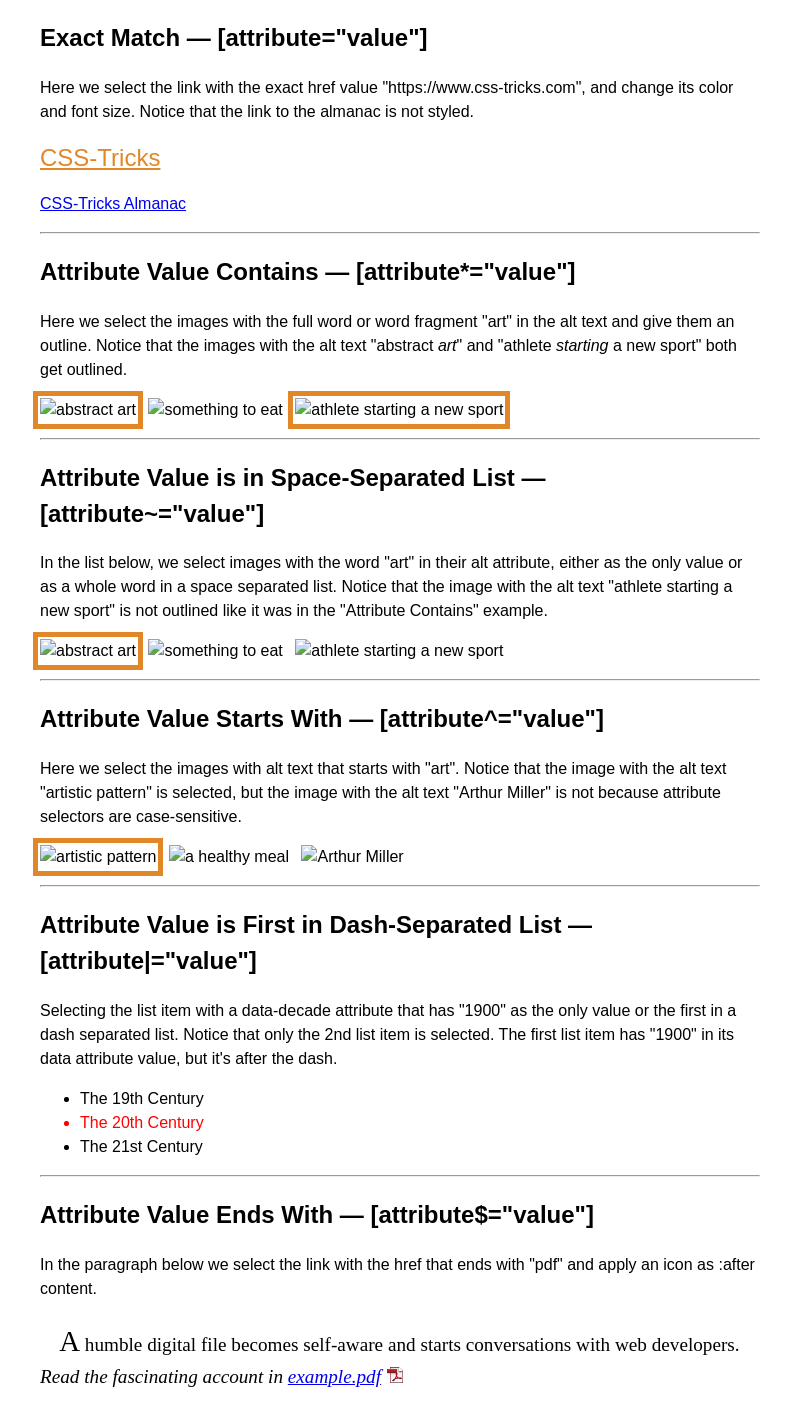 Exact Match — [attribute="value"]
Here we select the link with the exact href value "https://www.css-tricks.com", and change its color
and font size. Notice that the link to the almanac is not styled.
CSS-Tricks
CSS-Tricks Almanac
Attribute Value Contains — [attribute*="value"]
Here we select the images with the full word or word fragment "art" in the alt text and give them an
outline. Notice that the images with the alt text "abstract art" and "athlete starting a new sport" both
get outlined.
abstract art something to eat athlete starting a new sport
Attribute Value is in Space-Separated List —
[attribute~="value"]
In the list below, we select images with the word "art" in their alt attribute, either as the only value or
as a whole word in a space separated list. Notice that the image with the alt text "athlete starting a
new sport" is not outlined like it was in the "Attribute Contains" example.
abstract art something to eat athlete starting a new sport
Attribute Value Starts With — [attribute^="value"]
Here we select the images with alt text that starts with "art". Notice that the image with the alt text
"artistic pattern" is selected, but the image with the alt text "Arthur Miller" is not because attribute
selectors are case-sensitive.
artistic pattern a healthy meal Arthur Miller
Attribute Value is First in Dash-Separated List —
[attribute|="value"]
Selecting the list item with a data-decade attribute that has "1900" as the only value or the first in a
dash separated list. Notice that only the 2nd list item is selected. The first list item has "1900" in its
data attribute value, but it's after the dash.
• The 19th Century
• The 20th Century
• The 21st Century
Attribute Value Ends With — [attribute$="value"]
In the paragraph below we select the link with the href that ends with "pdf" and apply an icon as :after
content.
A humble digital file becomes self-aware and starts conversations with web developers.
Read the fascinating account in example.pdf